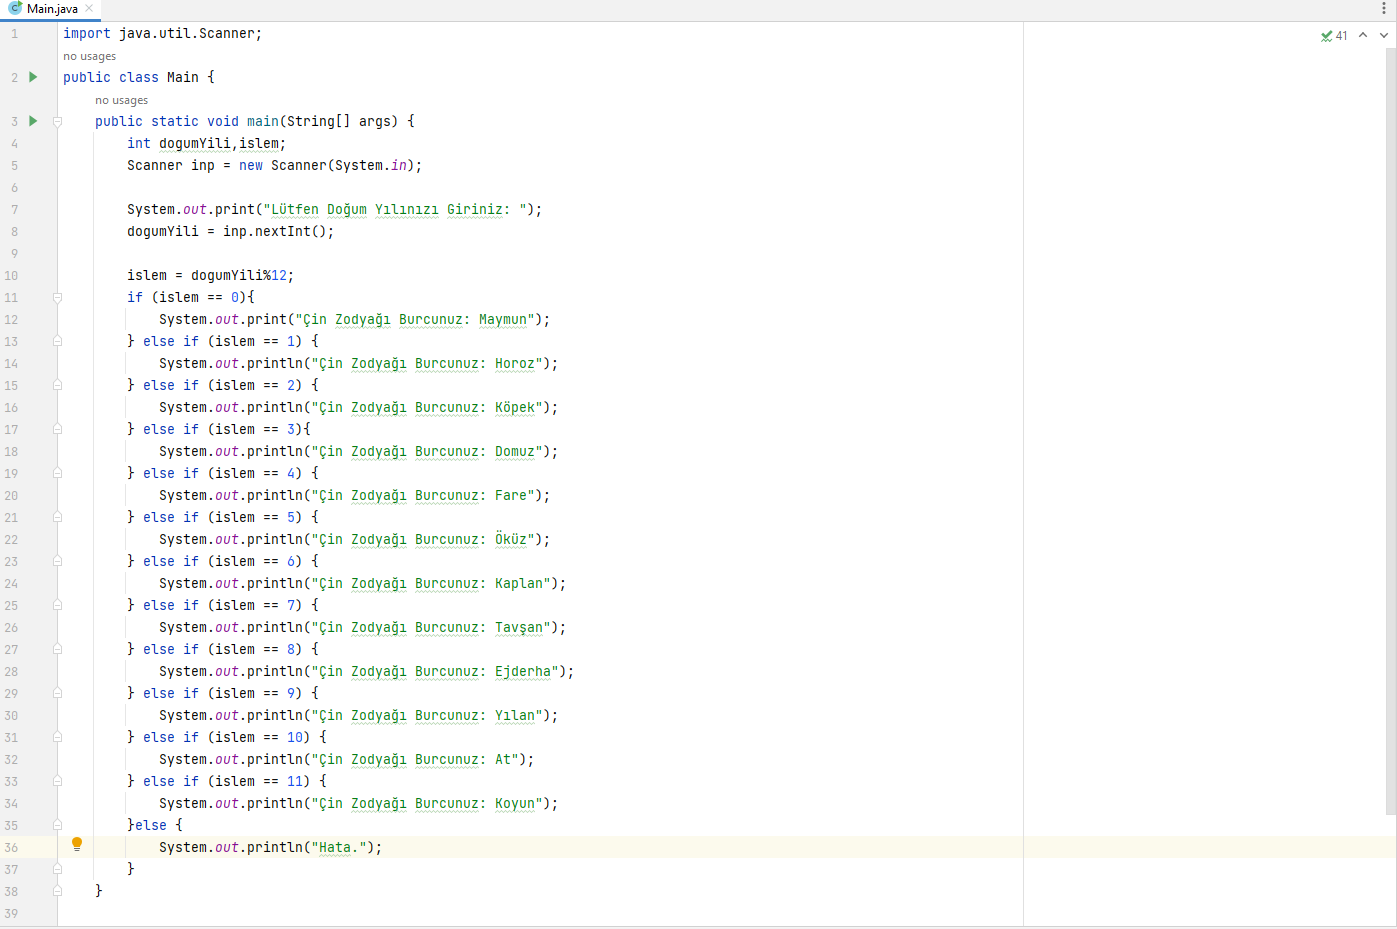 Main.java
41
1 import java.util.Scanner;
no usages
2 public class Main {
no usages
3 public static void main(String[] args) {
4 int dogumYili,islem;
5 Scanner inp = new Scanner(System.in);
6
7 System.out.print("Lütfen Doğum Yılınızı Giriniz: ");
8 dogumYili = inp.nextInt();
9
10 islem = dogumYili%12;
11 if (islem == 0){
12 System.out.print("Çin Zodyağı Burcunuz: Maymun");
13 } else if (islem == 1) {
14 System.out.println("Çin Zodyağı Burcunuz: Horoz");
15 } else if (islem == 2) {
16 System.out.println("Çin Zodyağı Burcunuz: Köpek");
17 } else if (islem == 3){
18 System.out.println("Çin Zodyağı Burcunuz: Domuz");
19 } else if (islem == 4) {
20 System.out.println("Çin Zodyağı Burcunuz: Fare");
21 } else if (islem == 5) {
22 System.out.println("Çin Zodyağı Burcunuz: Öküz");
23 } else if (islem == 6) {
24 System.out.println("Çin Zodyağı Burcunuz: Kaplan");
25 } else if (islem == 7) {
26 System.out.println("Çin Zodyağı Burcunuz: Tavşan");
27 } else if (islem == 8) {
28 System.out.println("Çin Zodyağı Burcunuz: Ejderha");
29 } else if (islem == 9) {
30 System.out.println("Çin Zodyağı Burcunuz: Yılan");
31 } else if (islem == 10) {
32 System.out.println("Çin Zodyağı Burcunuz: At");
33 } else if (islem == 11) {
34 System.out.println("Çin Zodyağı Burcunuz: Koyun");
35 }else {
36 System.out.println("Hata.");
37 }
38 }
39